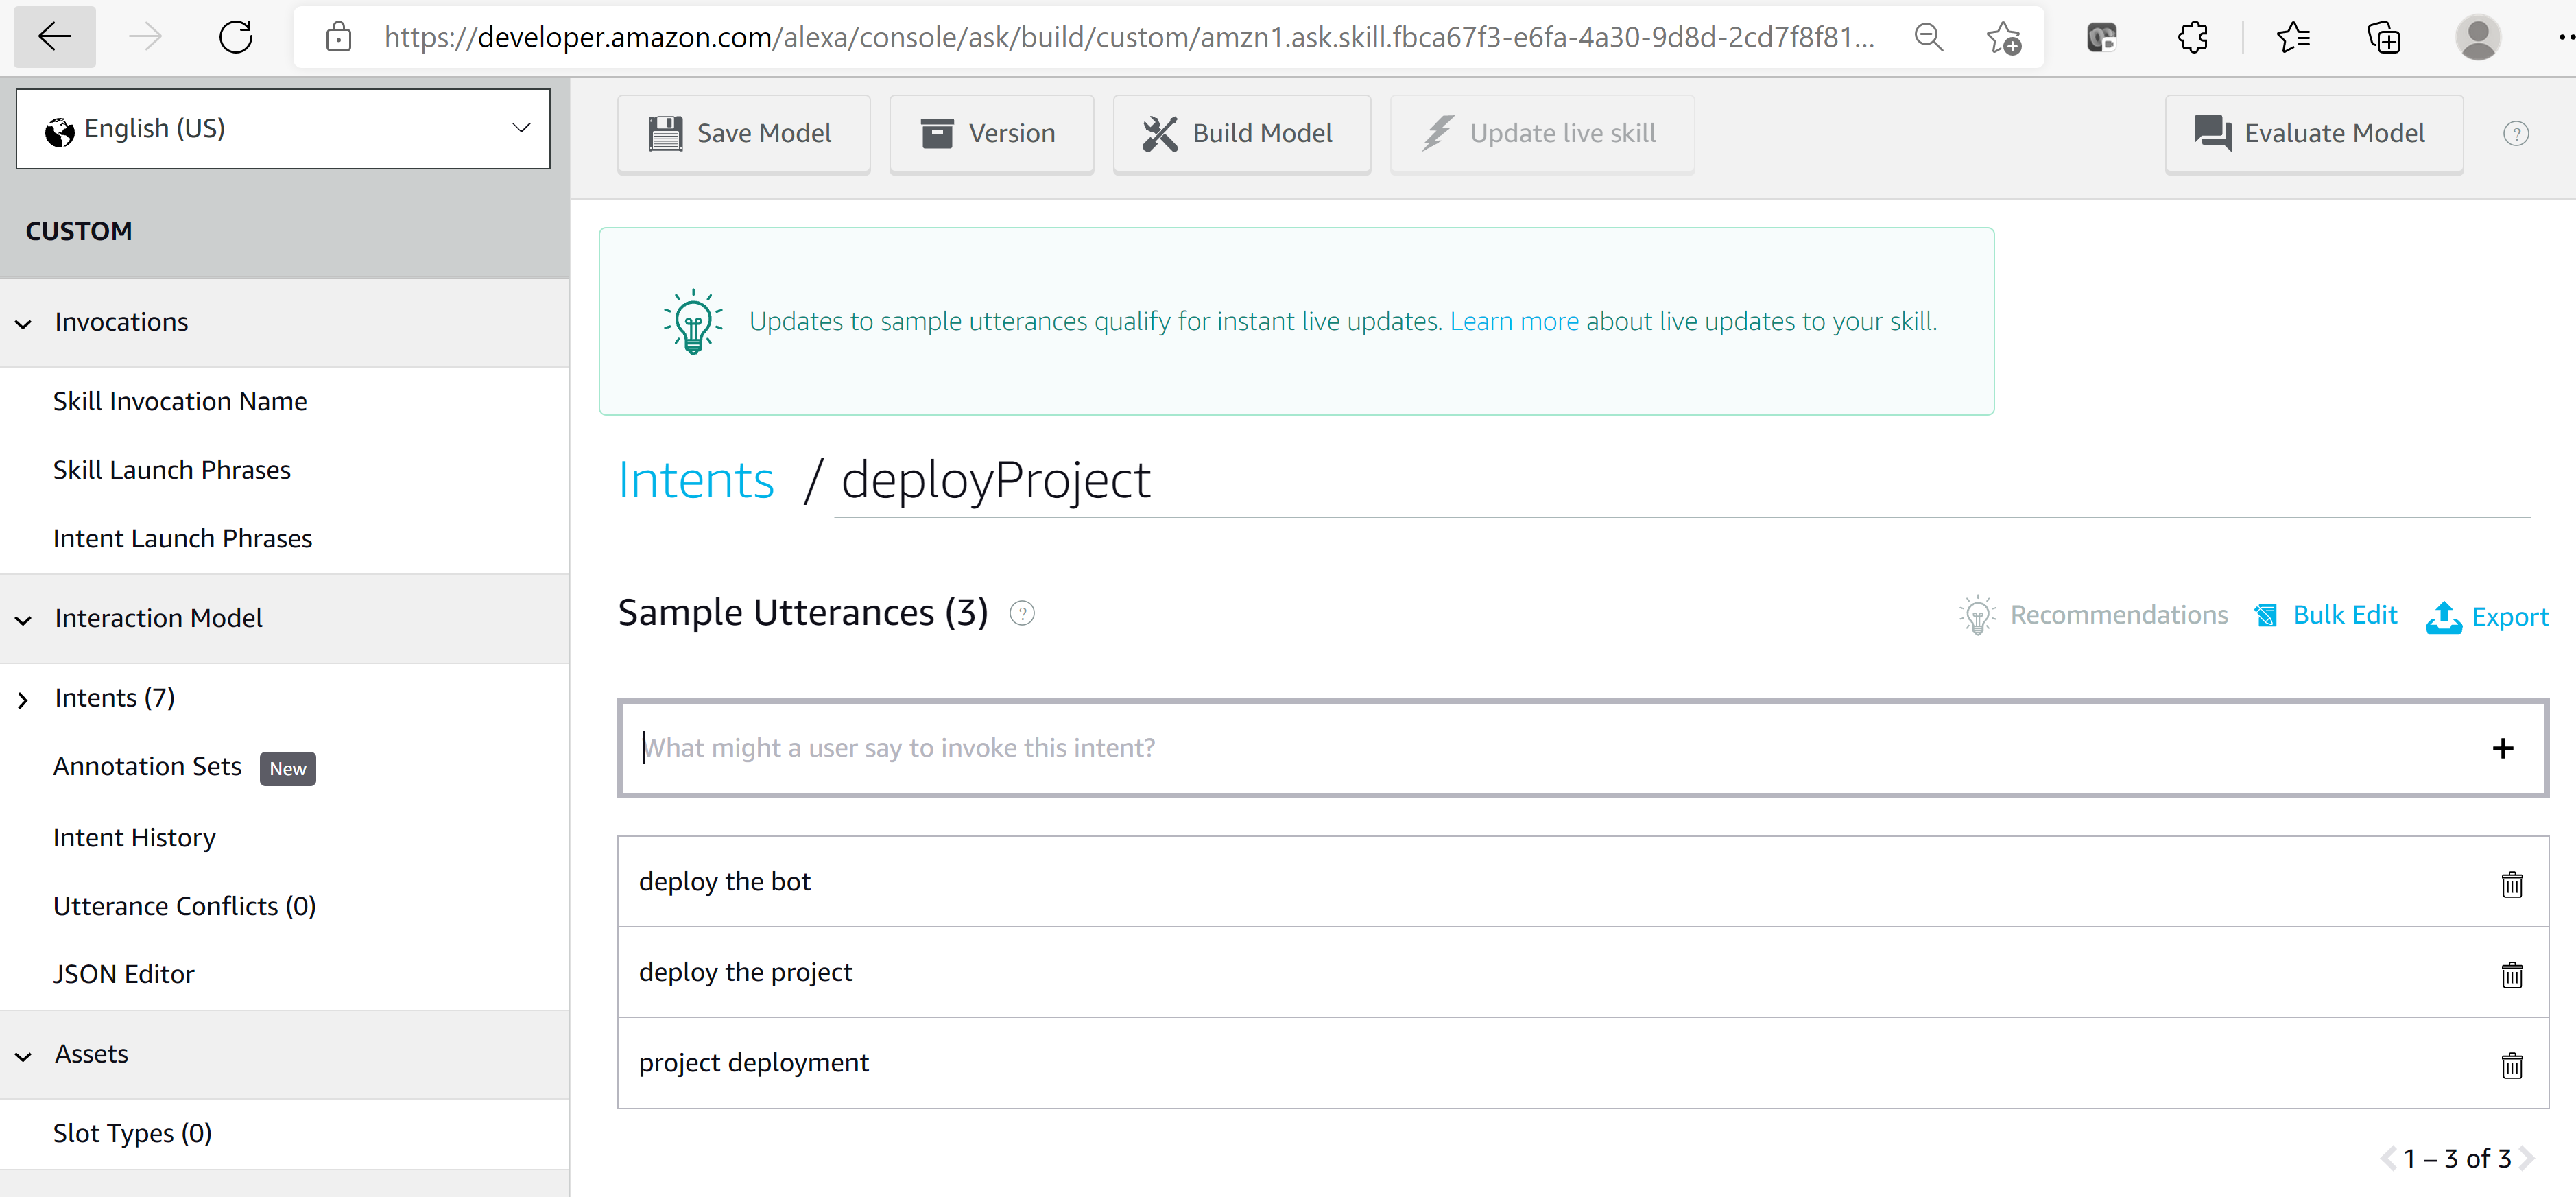 https://developer.amazon.com/alexa/console/ask/build/custom/amzn1.ask.skill.fbca67f3-e6fa-4a30-9d8d-2cd7f8f81...
English (US)
Save Model
Version
Build Model
Update live skill
Evaluate Model
?
CUSTOM
Invocations
Skill Invocation Name
Skill Launch Phrases
Intent Launch Phrases
Interaction Model
Intents (7)
Annotation Sets New
Intent History
Utterance Conflicts (0)
JSON Editor
Assets
Slot Types (0)
Updates to sample utterances qualify for instant live updates. Learn more about live updates to your skill.
Intents / deployProject
Sample Utterances (3) ?
Recommendations
Bulk Edit
Export
What might a user say to invoke this intent?
deploy the bot
deploy the project
project deployment
1 – 3 of 3